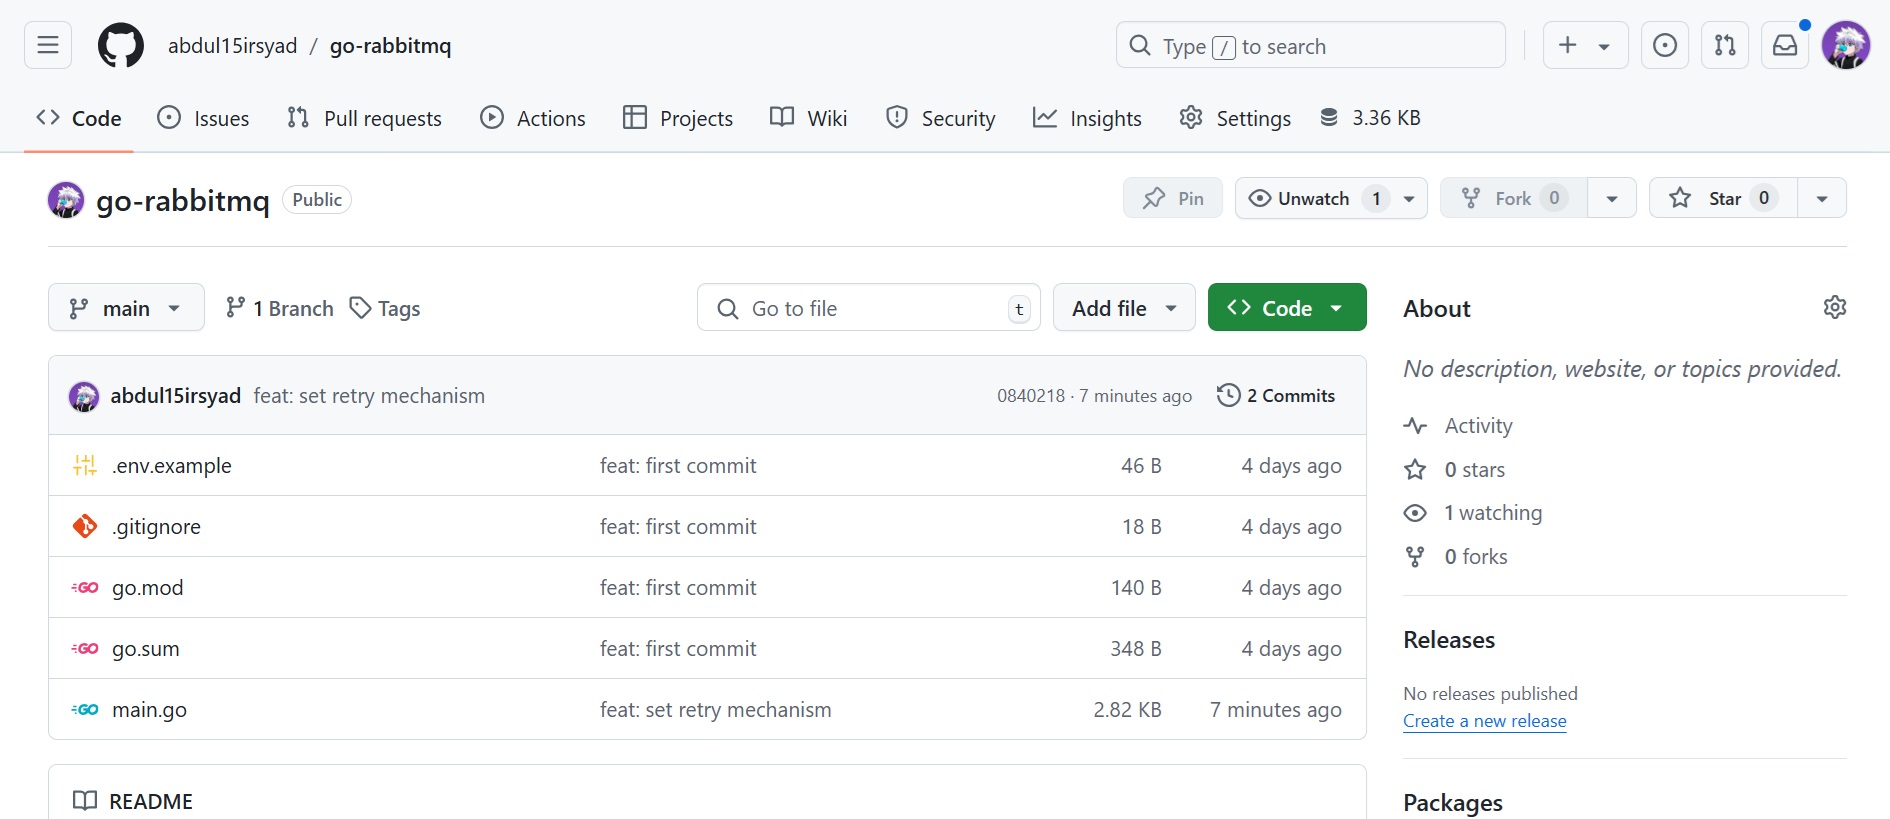 abdul15irsyad / go-rabbitmq
Type / to search
Code Issues Pull requests Actions Projects Wiki Security Insights Settings 3.36 KB
go-rabbitmq Public
Pin Unwatch 1 Fork 0 Star 0
main 1 Branch Tags Go to file t Add file Code
abdul15irsyad feat: set retry mechanism 0840218 · 7 minutes ago 2 Commits
.env.example feat: first commit 46 B 4 days ago
.gitignore feat: first commit 18 B 4 days ago
GO go.mod feat: first commit 140 B 4 days ago
GO go.sum feat: first commit 348 B 4 days ago
GO main.go feat: set retry mechanism 2.82 KB 7 minutes ago
README
About
No description, website, or topics provided.
Activity
0 stars
1 watching
0 forks
Releases
No releases published
Create a new release
Packages